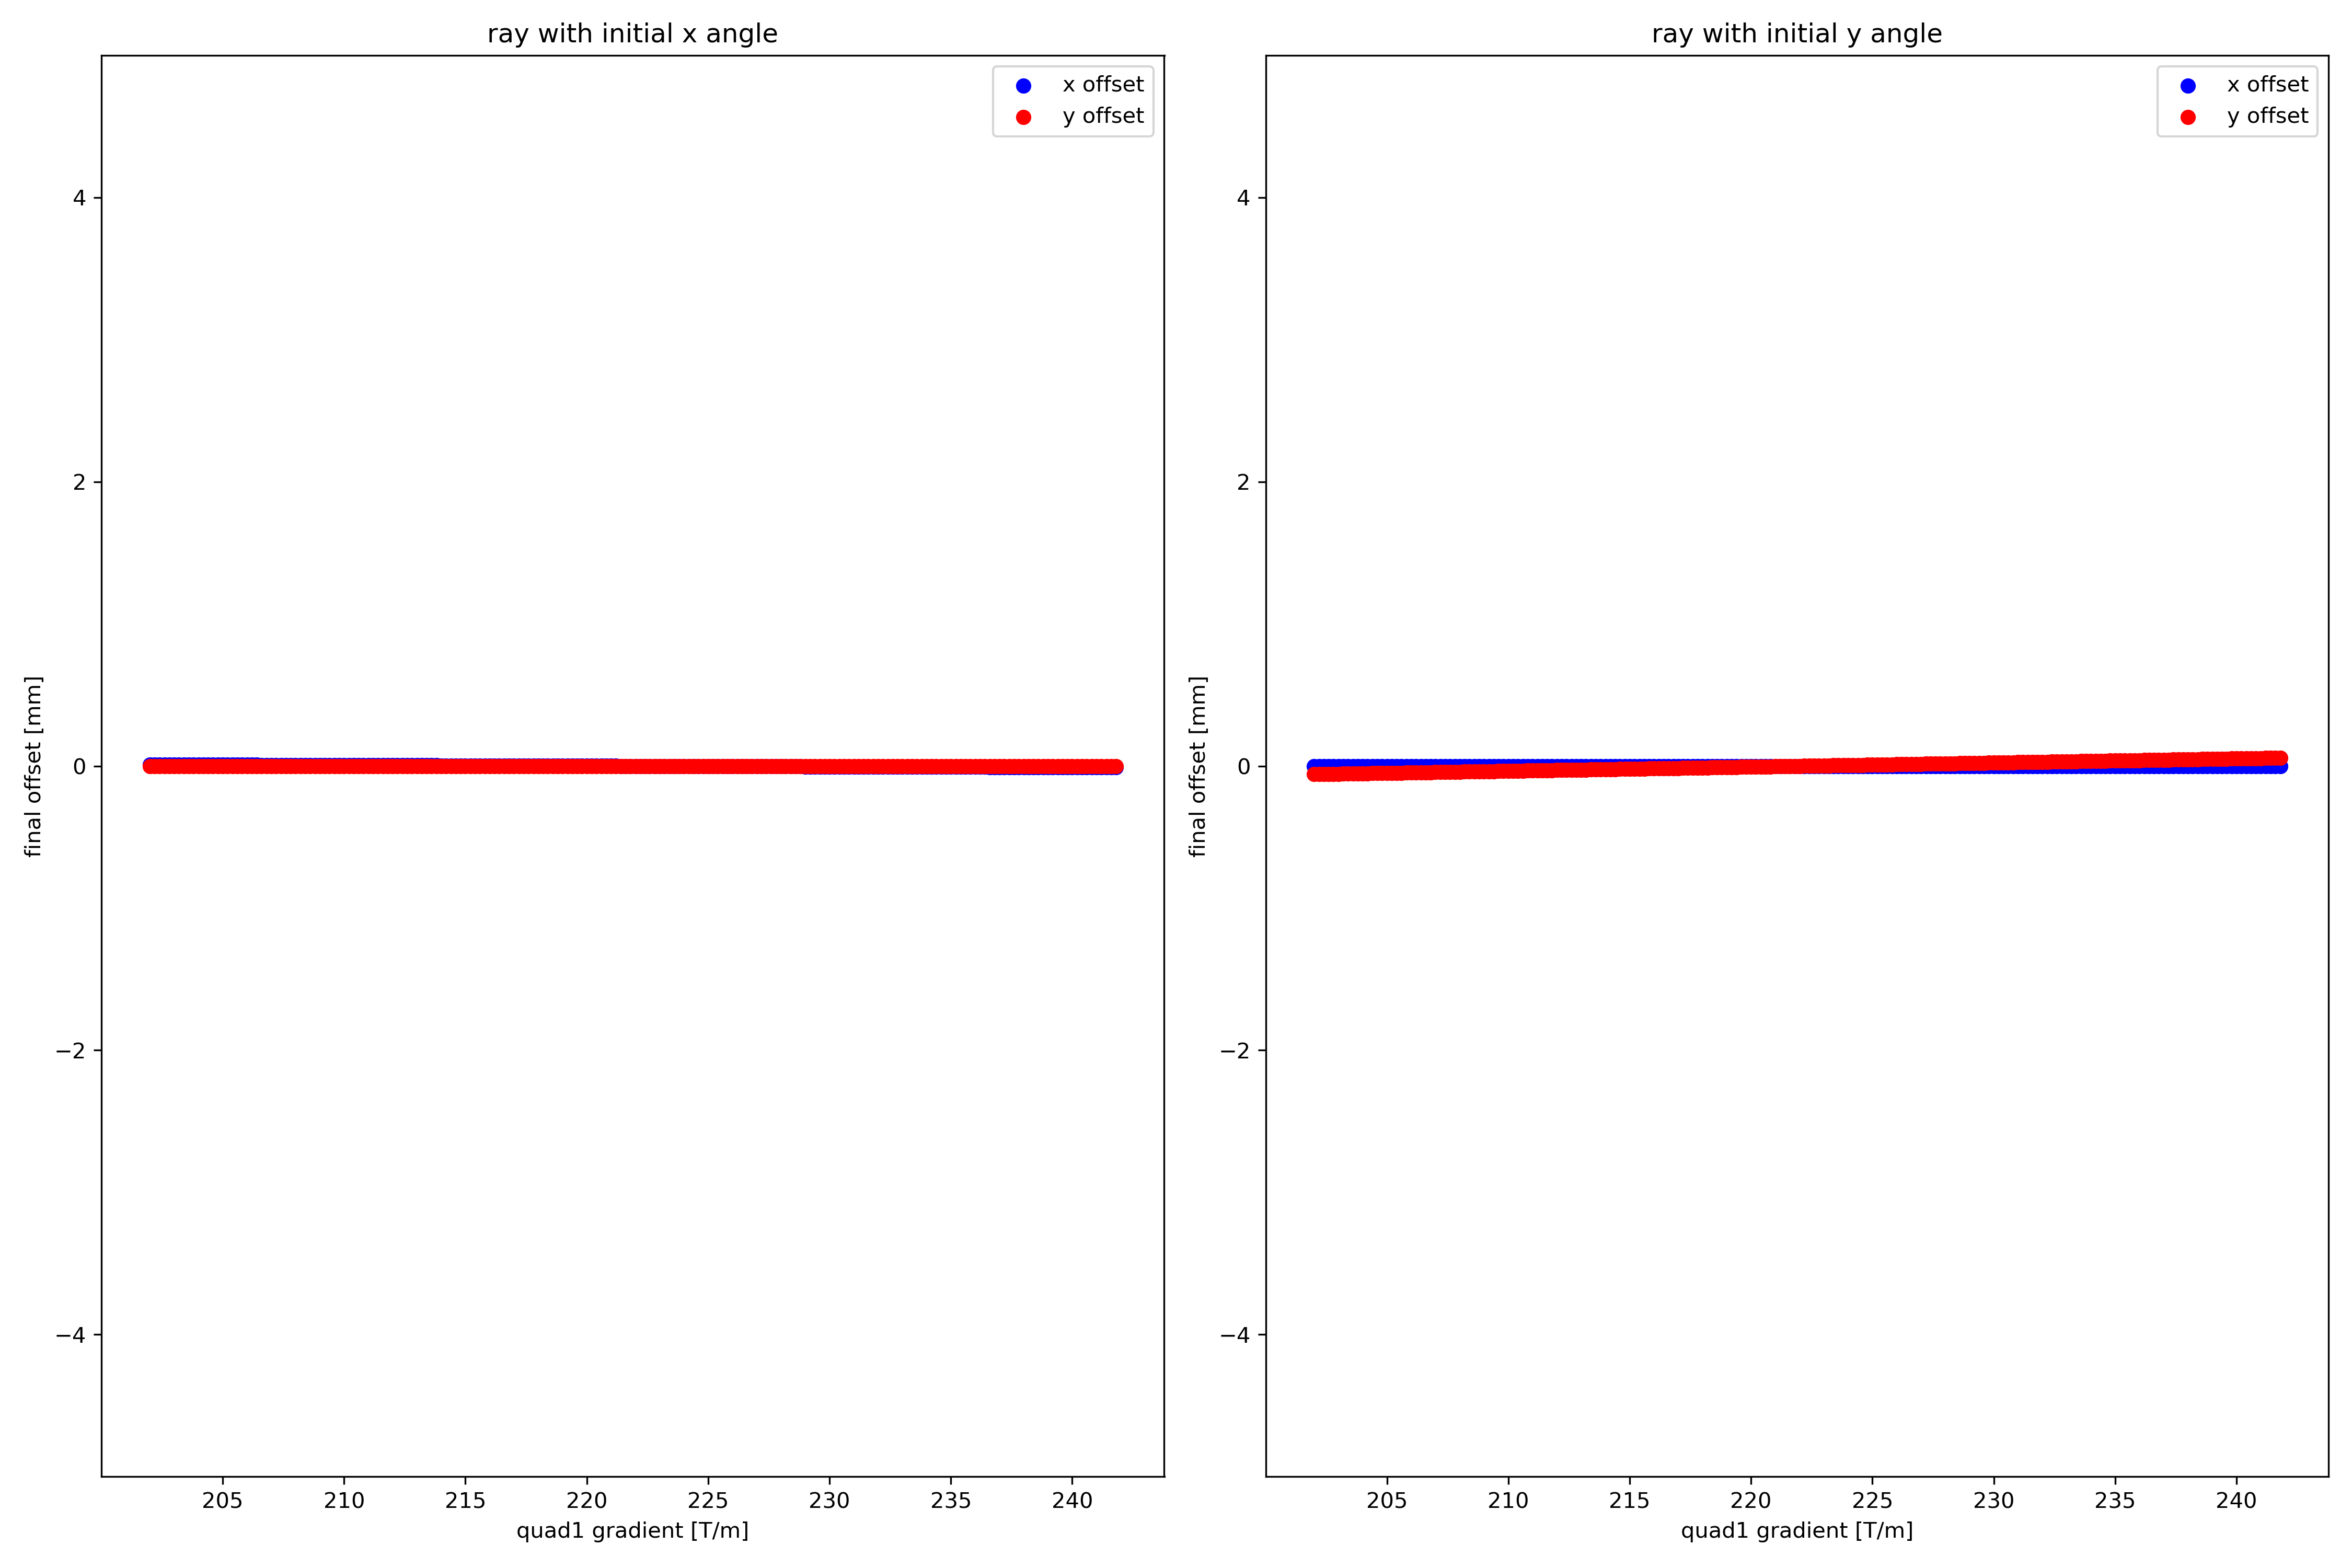 ray with initial x angle
x offset
y offset
4
2
0
−2
−4
final offset [mm]
205 210 215 220 225 230 235 240
quad1 gradient [T/m]
ray with initial y angle
x offset
y offset
4
2
0
−2
−4
final offset [mm]
205 210 215 220 225 230 235 240
quad1 gradient [T/m]